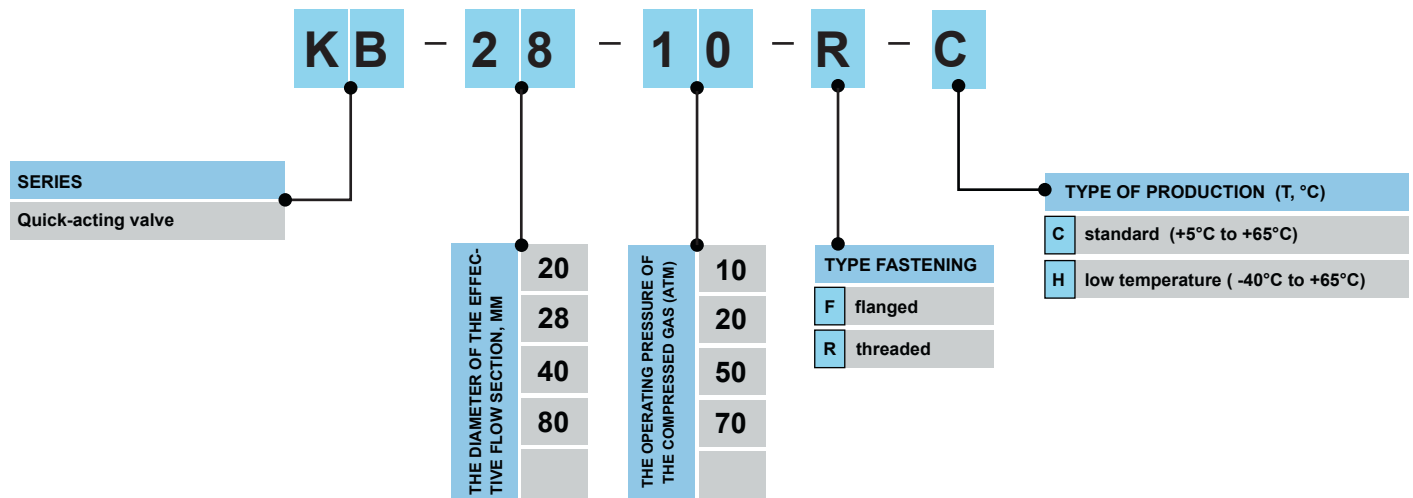 KB – 28 – 10 – R – C
SERIES
Quick-acting valve
THE DIAMETER OF THE EFFEC-
TIVE FLOW SECTION, MM
20
28
40
80
THE OPERATING PRESSURE OF
THE COMPRESSED GAS (ATM)
10
20
50
70
TYPE FASTENING
F flanged
R threaded
TYPE OF PRODUCTION (T, °C)
C standard (+5°C to +65°C)
H low temperature ( -40°C to +65°C)